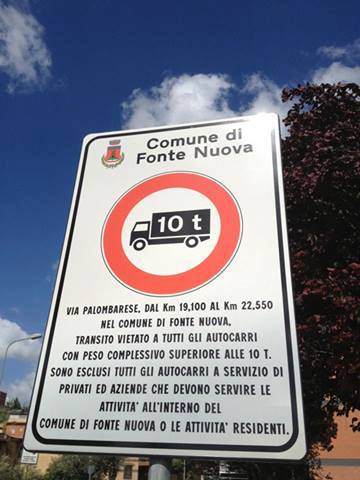 Comune di
Fonte Nuova
10 t
VIA PALOMBARESE, DAL Km 19,100 AL Km 22,550
NEL COMUNE DI FONTE NUOVA,
TRANSITO VIETATO A TUTTI GLI AUTOCARRI
CON PESO COMPLESSIVO SUPERIORE ALLE 10 T.
SONO ESCLUSI TUTTI GLI AUTOCARRI A SERVIZIO DI
PRIVATI ED AZIENDE CHE DEVONO SERVIRE LE
ATTIVITA' ALL'INTERNO DEL
COMUNE DI FONTE NUOVA O LE ATTIVITA' RESIDENTI.